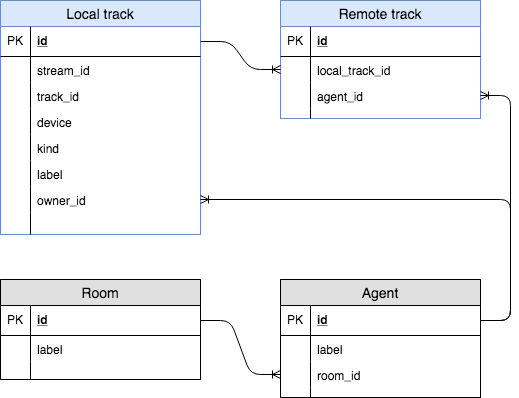 Local track
PK id
stream_id
track_id
device
kind
label
owner_id
Remote track
PK id
local_track_id
agent_id
Room
PK id
label
Agent
PK id
label
room_id